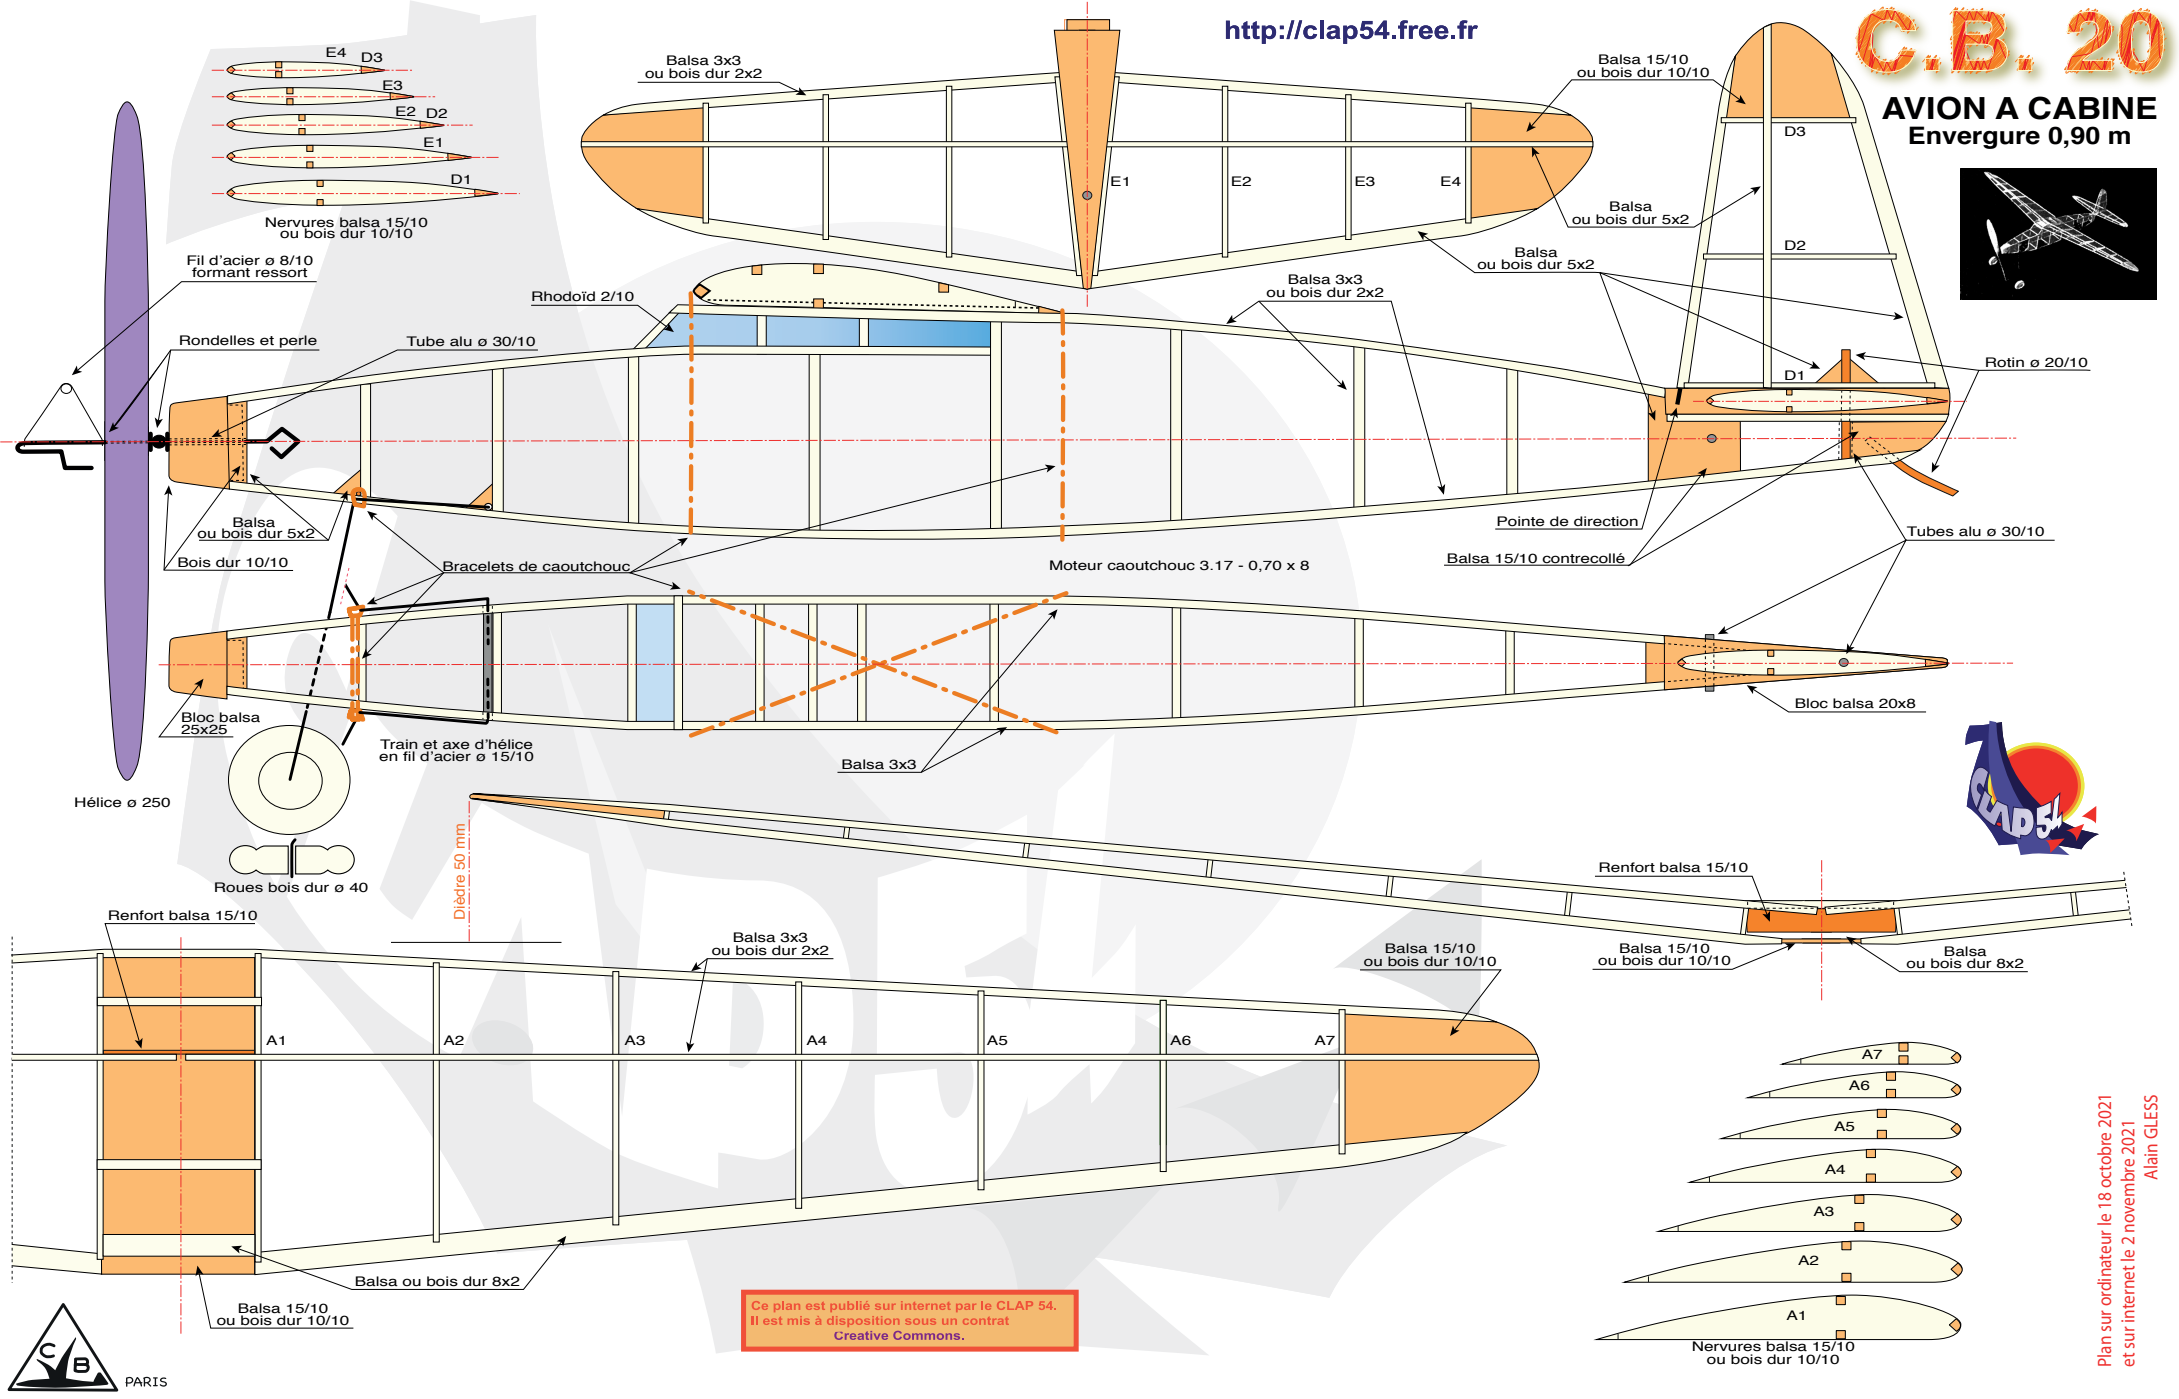 http://clap54.free.fr
C.B. 20
AVION A CABINE
Envergure 0,90 m
E4
D3
E3
E2
D2
E1
D1
Nervures balsa 15/10
ou bois dur 10/10
Balsa 3x3
ou bois dur 2x2
Balsa 15/10
ou bois dur 10/10
D3
E1
E2
E3
E4
Balsa
ou bois dur 5x2
D2
Balsa
ou bois dur 5x2
Fil d'acier ø 8/10
formant ressort
Rhodoïd 2/10
Balsa 3x3
ou bois dur 2x2
Rondelles et perle
Tube alu ø 30/10
Rotin ø 20/10
D1
Balsa
ou bois dur 5x2
Bois dur 10/10
Pointe de direction
Tubes alu ø 30/10
Balsa 15/10 contrecollé
Bracelets de caoutchouc
Moteur caoutchouc 3.17 - 0,70 x 8
Bloc balsa
25x25
Bloc balsa 20x8
Train et axe d'hélice
en fil d'acier ø 15/10
Balsa 3x3
Hélice ø 250
CLAP 54
Dièdre 50 mm
Roues bois dur ø 40
Renfort balsa 15/10
Renfort balsa 15/10
Balsa 3x3
ou bois dur 2x2
Balsa 15/10
ou bois dur 10/10
Balsa 15/10
ou bois dur 10/10
Balsa
ou bois dur 8x2
A1
A2
A3
A4
A5
A6
A7
A7
A6
A5
A4
A3
A2
A1
Nervures balsa 15/10
ou bois dur 10/10
Balsa ou bois dur 8x2
Balsa 15/10
ou bois dur 10/10
Ce plan est publié sur internet par le CLAP 54.
Il est mis à disposition sous un contrat
Creative Commons.
C B
PARIS
Plan sur ordinateur le 18 octobre 2021
et sur internet le 2 novembre 2021
Alain GLESS